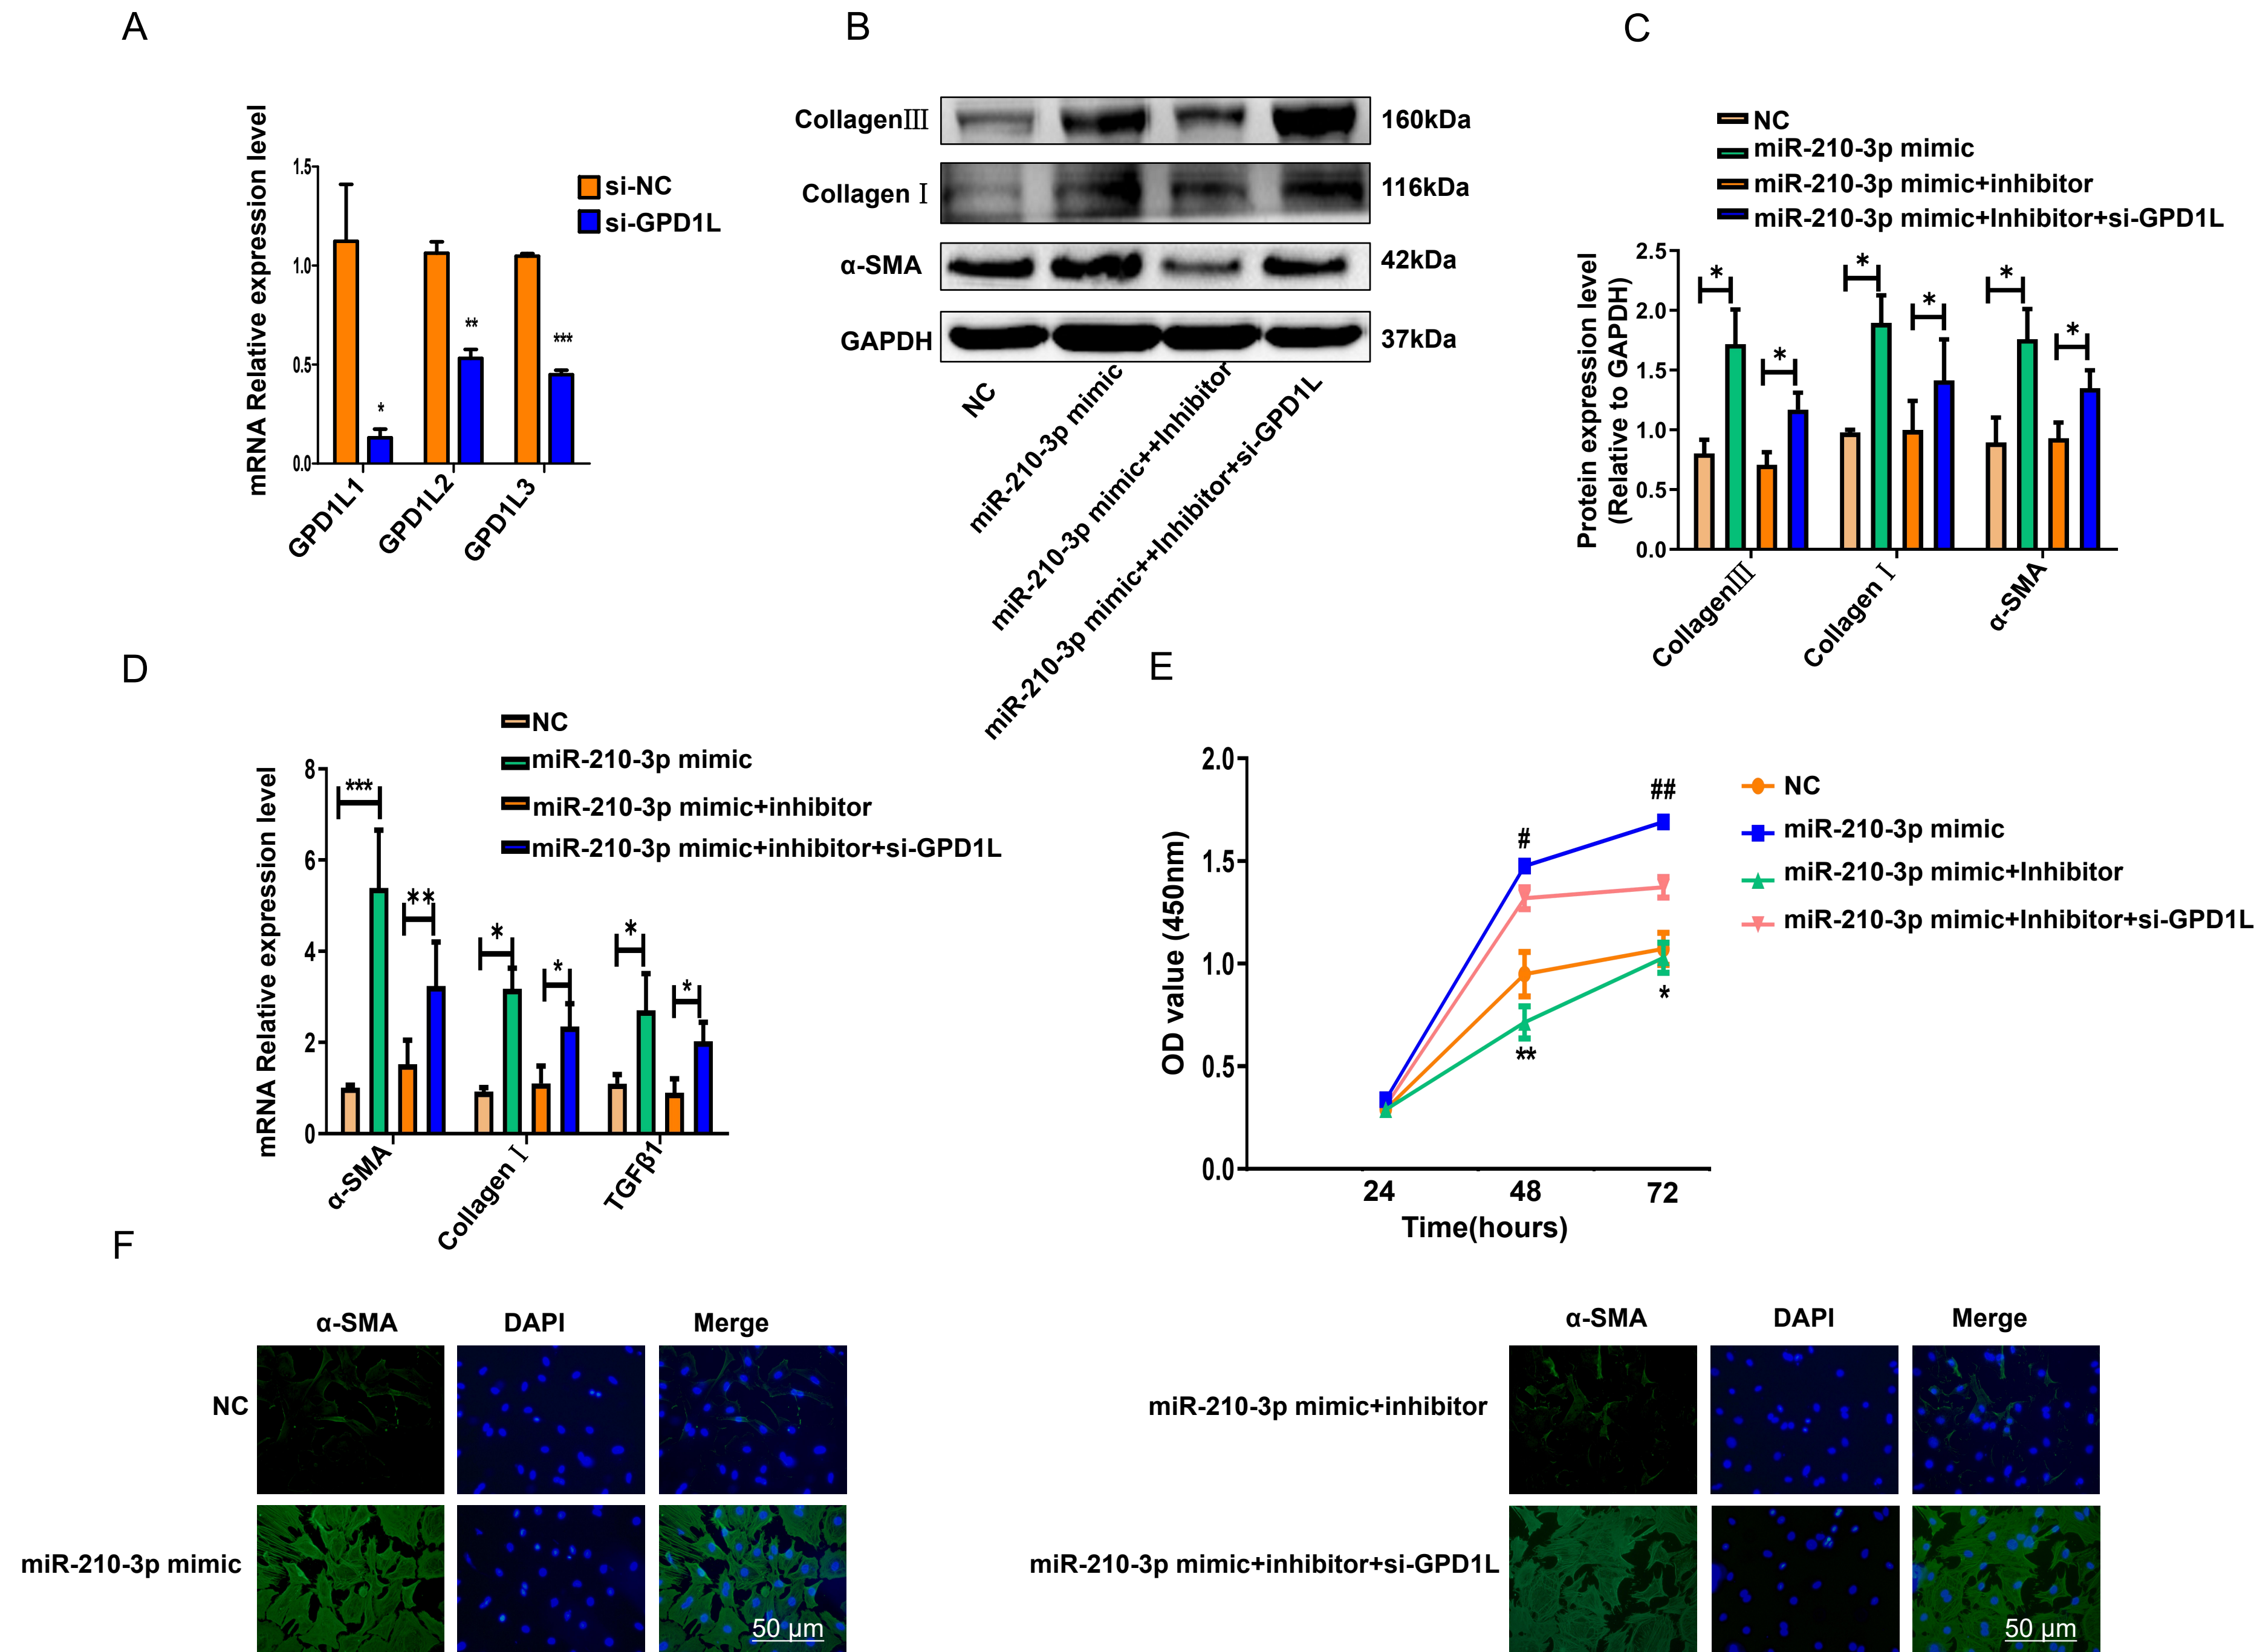 A
mRNA Relative expression level
1.5
1.0
0.5
0.0
*
**
***
si-NC
si-GPD1L
GPD1L1
GPD1L2
GPD1L3
B
CollagenⅢ
160kDa
Collagen Ⅰ
116kDa
α-SMA
42kDa
GAPDH
37kDa
NC
miR-210-3p mimic
miR-210-3p mimic++Inhibitor
miR-210-3p mimic++Inhibitor+si-GPD1L
C
NC
miR-210-3p mimic
miR-210-3p mimic+inhibitor
miR-210-3p mimic+Inhibitor+si-GPD1L
Protein expression level
(Relative to GAPDH)
2.5
2.0
1.5
1.0
0.5
0.0
*
*
*
*
*
*
CollagenⅢ
Collagen Ⅰ
α-SMA
D
NC
miR-210-3p mimic
miR-210-3p mimic+inhibitor
miR-210-3p mimic+inhibitor+si-GPD1L
mRNA Relative expression level
8
6
4
2
0
***
**
*
*
*
*
α-SMA
Collagen Ⅰ
TGFβ1
E
OD value (450nm)
2.0
1.5
1.0
0.5
0.0
#
##
**
*
24
48
72
Time(hours)
NC
miR-210-3p mimic
miR-210-3p mimic+Inhibitor
miR-210-3p mimic+Inhibitor+si-GPD1L
F
α-SMA
DAPI
Merge
NC
miR-210-3p mimic
50 μm
α-SMA
DAPI
Merge
miR-210-3p mimic+inhibitor
miR-210-3p mimic+inhibitor+si-GPD1L
50 μm